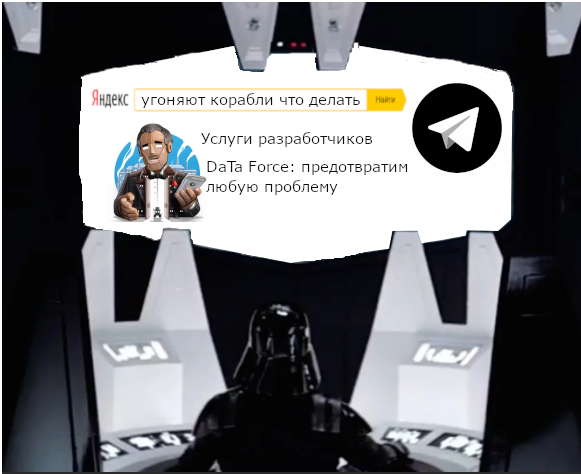 Яндекс угоняют корабли что делать Найти
Услуги разработчиков
DaTa Force: предотвратим
любую проблему